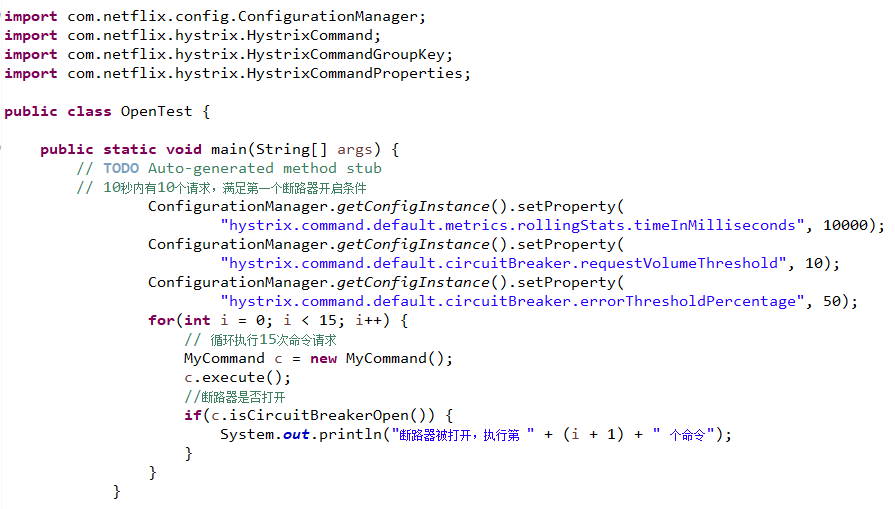 import com.netflix.config.ConfigurationManager;
import com.netflix.hystrix.HystrixCommand;
import com.netflix.hystrix.HystrixCommandGroupKey;
import com.netflix.hystrix.HystrixCommandProperties;
public class OpenTest {
public static void main(String[] args) {
// TODO Auto-generated method stub
// 10秒内有10个请求，满足第一个断路器开启条件
ConfigurationManager.getConfigInstance().setProperty(
"hystrix.command.default.metrics.rollingStats.timeInMilliseconds", 10000);
ConfigurationManager.getConfigInstance().setProperty(
"hystrix.command.default.circuitBreaker.requestVolumeThreshold", 10);
ConfigurationManager.getConfigInstance().setProperty(
"hystrix.command.default.circuitBreaker.errorThresholdPercentage", 50);
for(int i = 0; i < 15; i++) {
// 循环执行15次命令请求
MyCommand c = new MyCommand();
c.execute();
//断路器是否打开
if(c.isCircuitBreakerOpen()) {
System.out.println("断路器被打开，执行第 " + (i + 1) + " 个命令");
}
}
}